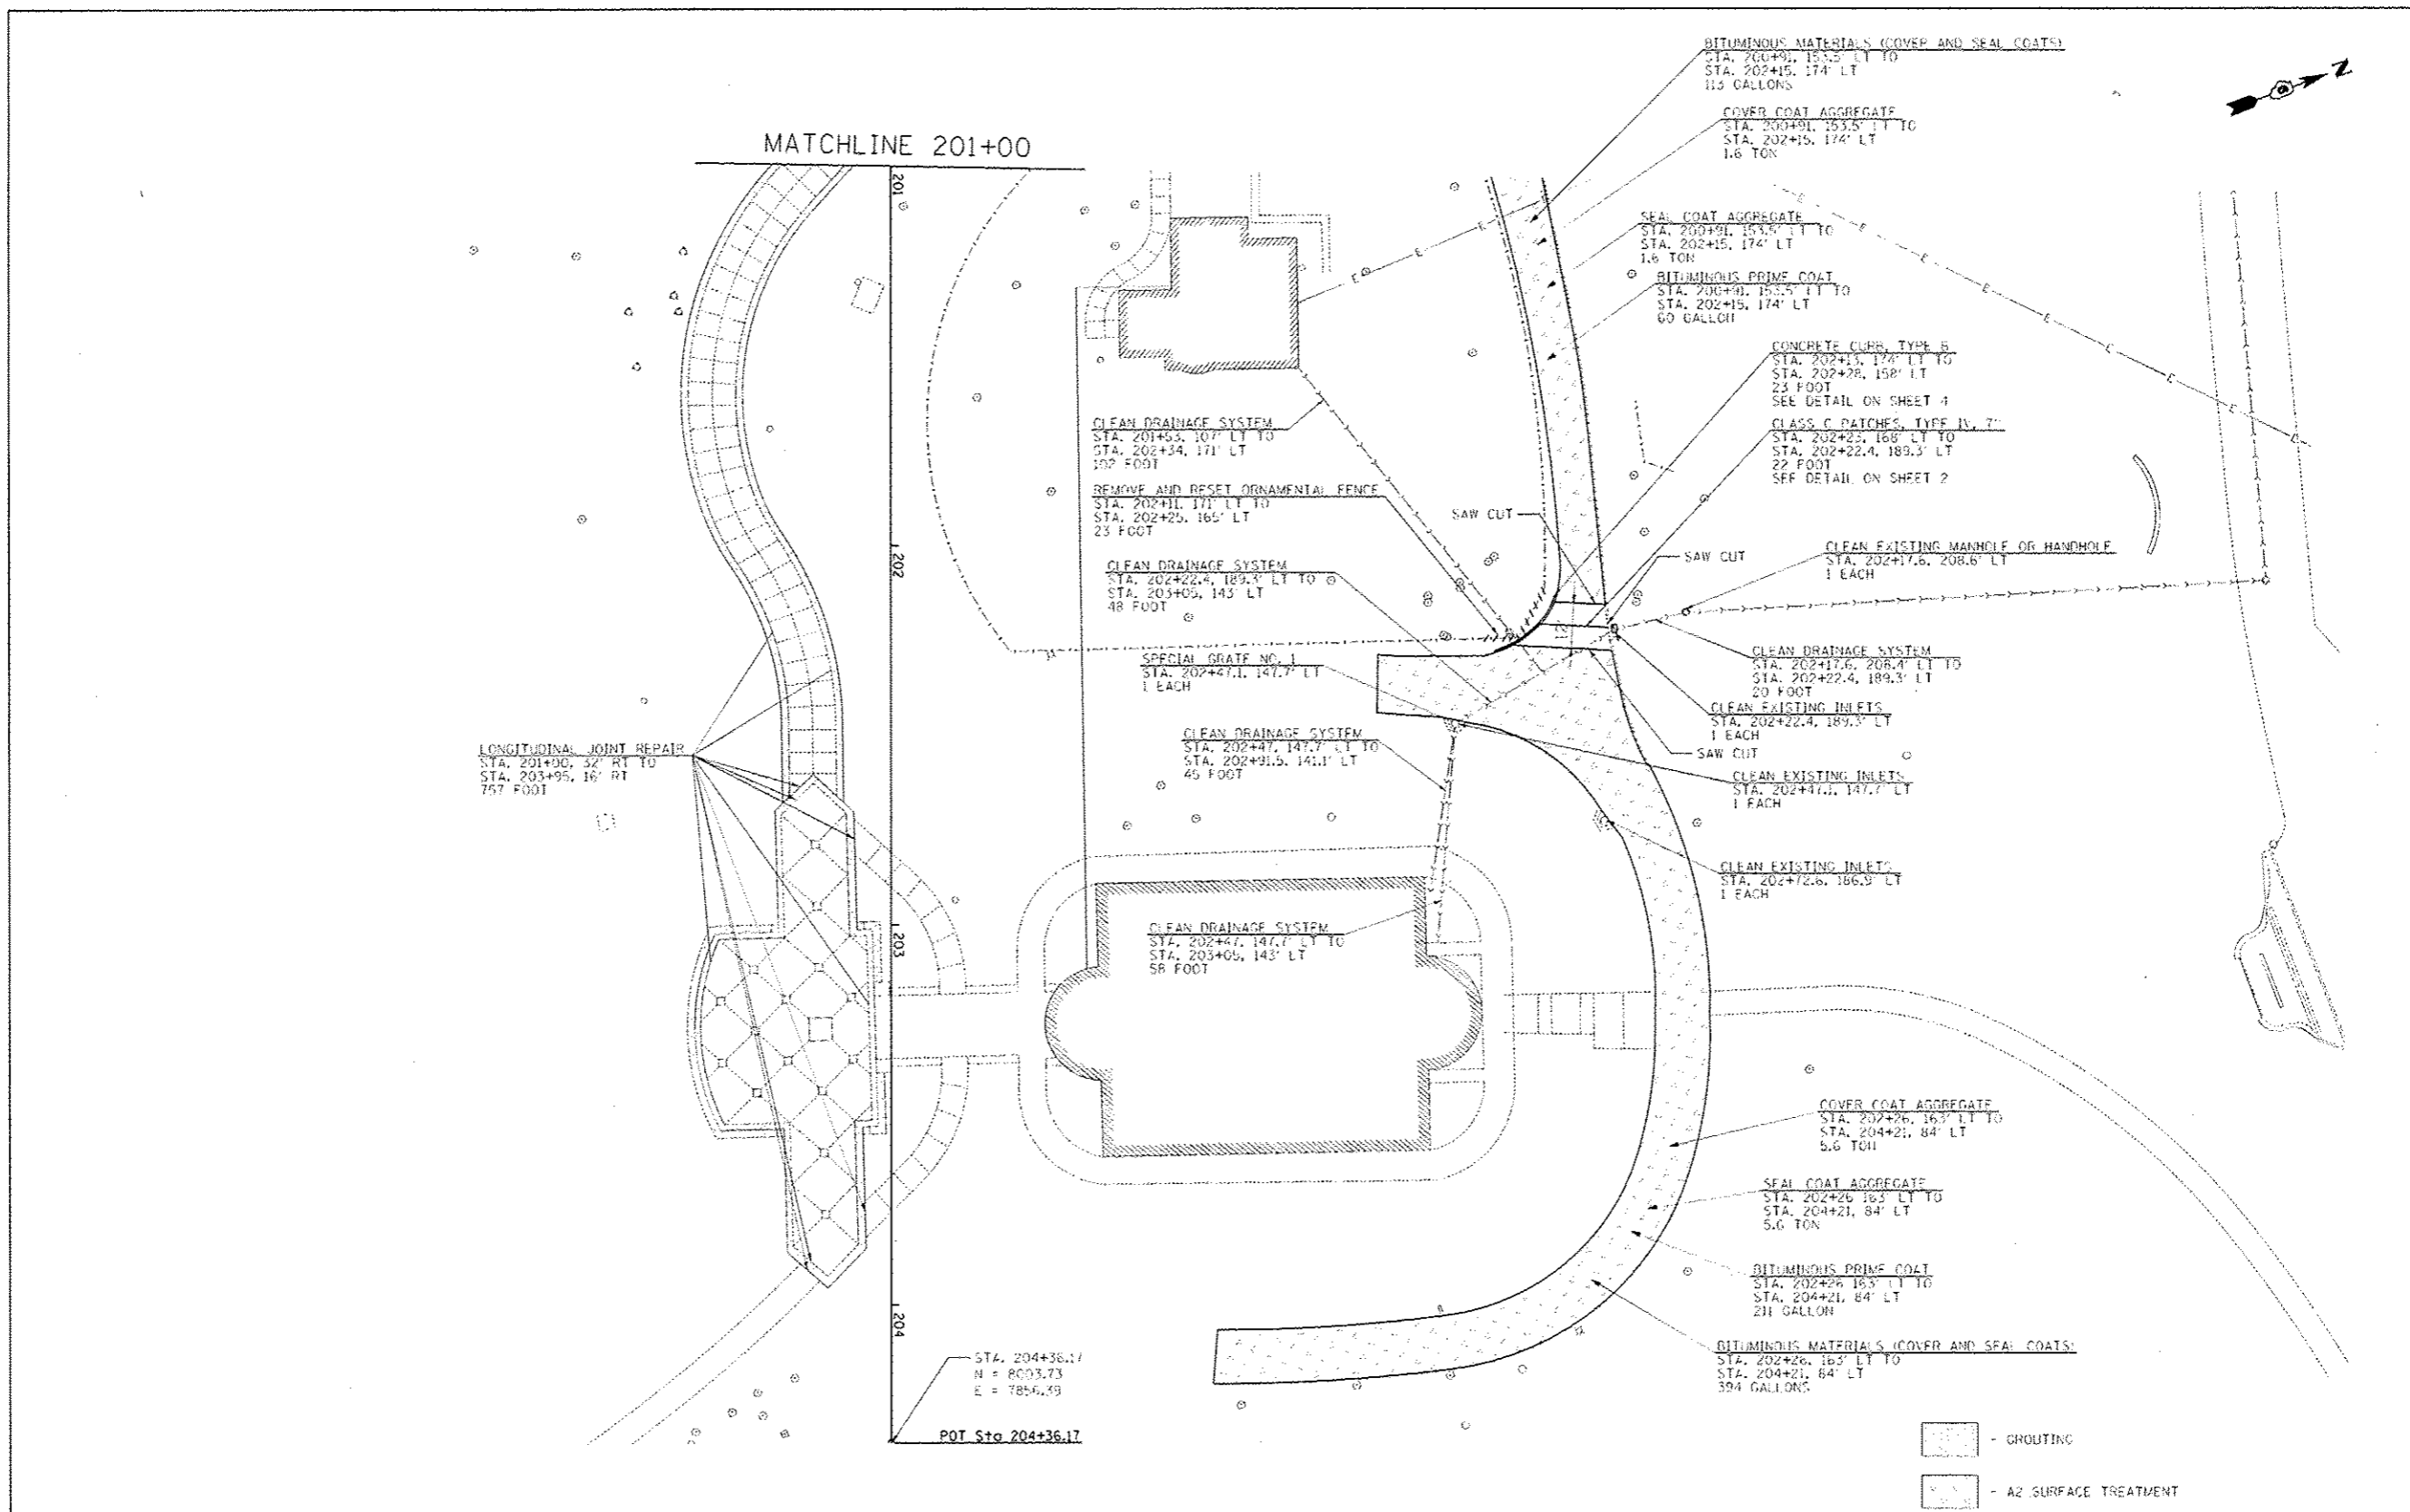 BITUMINOUS MATERIALS (COVER AND SEAL COATS)
STA. 200+91, 153.5' LT TO
STA. 202+15, 174' LT
113 GALLONS
N
COVER COAT AGGREGATE
STA. 200+91, 153.5' LT TO
STA. 202+15, 174' LT
1.6 TON
MATCHLINE 201+00
201
SEAL COAT AGGREGATE
STA. 200+91, 153.5' LT TO
STA. 202+15, 174' LT
1.6 TON
BITUMINOUS PRIME COAT
STA. 200+91, 153.5' LT TO
STA. 202+15, 174' LT
60 GALLON
CONCRETE CURB, TYPE B
STA. 202+13, 174' LT TO
STA. 202+28, 158' LT
23 FOOT
SEE DETAIL ON SHEET 4
CLEAN DRAINAGE SYSTEM
STA. 201+53, 107' LT TO
STA. 202+34, 171' LT
102 FOOT
CLASS C PATCHES, TYPE IV, 7"
STA. 202+23, 168' LT TO
STA. 202+22.4, 189.3' LT
22 FOOT
SEE DETAIL ON SHEET 2
REMOVE AND RESET ORNAMENTAL FENCE
STA. 202+11, 171' LT TO
STA. 202+25, 165' LT
23 FOOT
SAW CUT
202
CLEAN DRAINAGE SYSTEM
STA. 202+22.4, 189.3' LT TO
STA. 203+05, 143' LT
48 FOOT
SAW CUT
CLEAN EXISTING MANHOLE OR HANDHOLE
STA. 202+17.6, 208.6' LT
1 EACH
12'
SPECIAL GRATE NO. 1
STA. 202+47.1, 147.7' LT
1 EACH
CLEAN DRAINAGE SYSTEM
STA. 202+17.6, 208.4' LT TO
STA. 202+22.4, 189.3' LT
20 FOOT
CLEAN EXISTING INLETS
STA. 202+22.4, 189.3' LT
1 EACH
SAW CUT
CLEAN DRAINAGE SYSTEM
STA. 202+47, 147.7' LT TO
STA. 202+91.5, 141.1' LT
45 FOOT
LONGITUDINAL JOINT REPAIR
STA. 201+00, 32' RT TO
STA. 203+95, 16' RT
757 FOOT
CLEAN EXISTING INLETS
STA. 202+47.1, 147.7' LT
1 EACH
CLEAN EXISTING INLETS
STA. 202+72.6, 186.9' LT
1 EACH
203
CLEAN DRAINAGE SYSTEM
STA. 202+47, 147.7' LT TO
STA. 203+05, 143' LT
58 FOOT
COVER COAT AGGREGATE
STA. 202+26, 163' LT TO
STA. 204+21, 84' LT
5.6 TON
SEAL COAT AGGREGATE
STA. 202+26 163' LT TO
STA. 204+21, 84' LT
5.6 TON
BITUMINOUS PRIME COAT
STA. 202+26 163' LT TO
STA. 204+21, 84' LT
211 GALLON
204
BITUMINOUS MATERIALS (COVER AND SEAL COATS)
STA. 202+26, 163' LT TO
STA. 204+21, 84' LT
394 GALLONS
STA. 204+36.17
N = 8003.73
E = 7856.39
POT Sta 204+36.17
- GROUTING
- A2 SURFACE TREATMENT